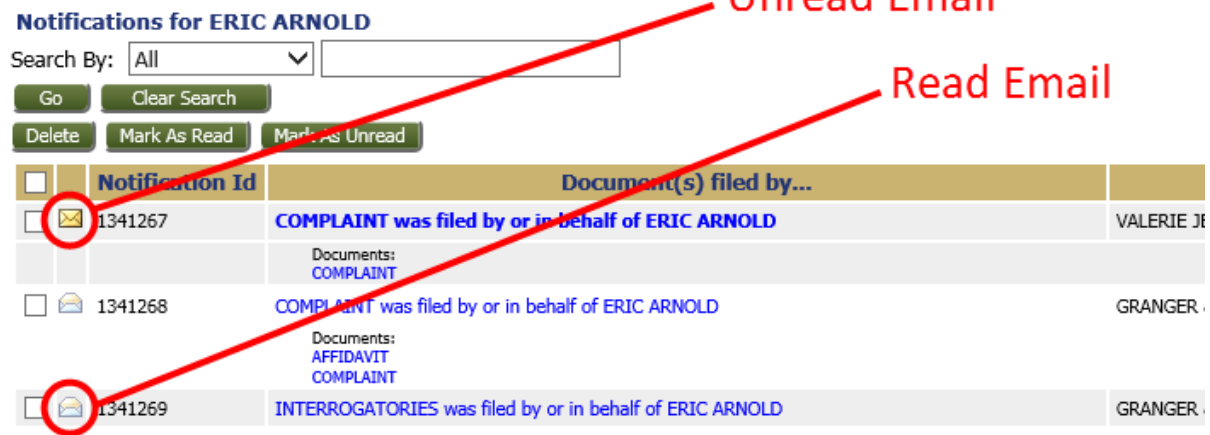 Unread Email
Notifications for ERIC ARNOLD
Search By: All
Read Email
Go Clear Search
Delete Mark As Read Mark As Unread
Notification Id Document(s) filed by...
1341267 COMPLAINT was filed by or in behalf of ERIC ARNOLD VALERIE JE
Documents:
COMPLAINT
1341268 COMPLAINT was filed by or in behalf of ERIC ARNOLD GRANGER
Documents:
AFFIDAVIT
COMPLAINT
1341269 INTERROGATORIES was filed by or in behalf of ERIC ARNOLD GRANGER